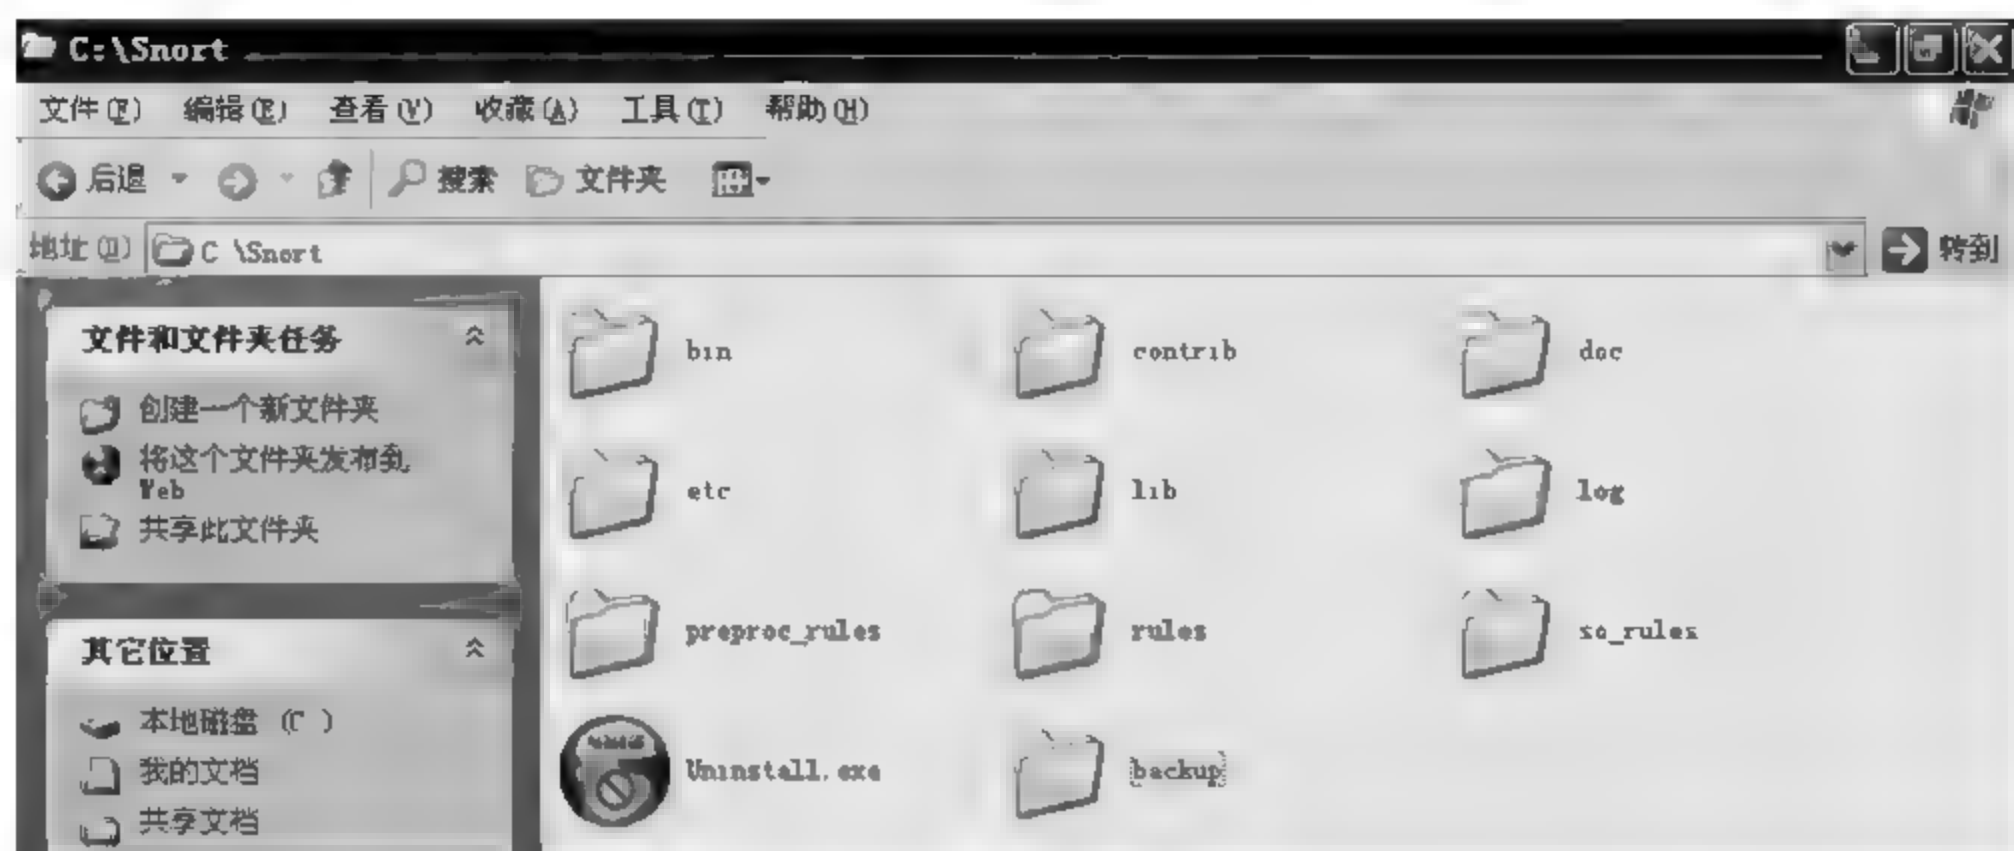 C:\Snort
文件(F) 编辑(E) 查看(V) 收藏(A) 工具(T) 帮助(H)
后退 搜索 文件夹
地址(D) C \Snort 转到
文件和文件夹任务
创建一个新文件夹
将这个文件夹发布到
Web
共享此文件夹
其它位置
本地磁盘 (C )
我的文档
共享文档
bin contrib doc
etc lib log
preproc_rules rules so_rules
Uninstall.exe backup